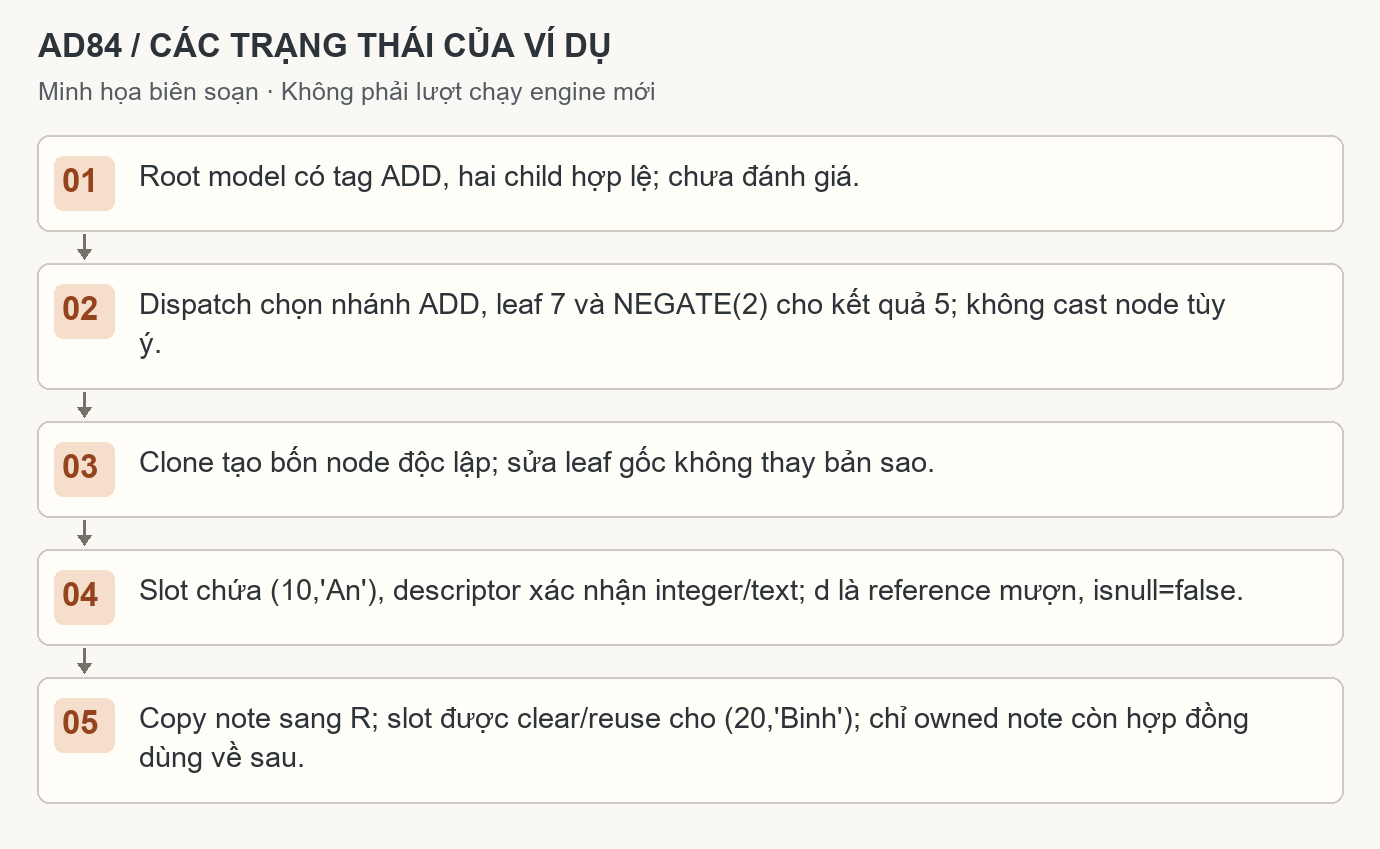 AD84 / CÁC TRẠNG THÁI CỦA VÍ DỤ
Minh họa biên soạn · Không phải lượt chạy engine mới
01
Root model có tag ADD, hai child hợp lệ; chưa đánh giá.
02
Dispatch chọn nhánh ADD, leaf 7 và NEGATE(2) cho kết quả 5; không cast node tùy
ý.
03
Clone tạo bốn node độc lập; sửa leaf gốc không thay bản sao.
04
Slot chứa (10,'An'), descriptor xác nhận integer/text; d là reference mượn, isnull=false.
05
Copy note sang R; slot được clear/reuse cho (20,'Binh'); chỉ owned note còn hợp đồng
dùng về sau.